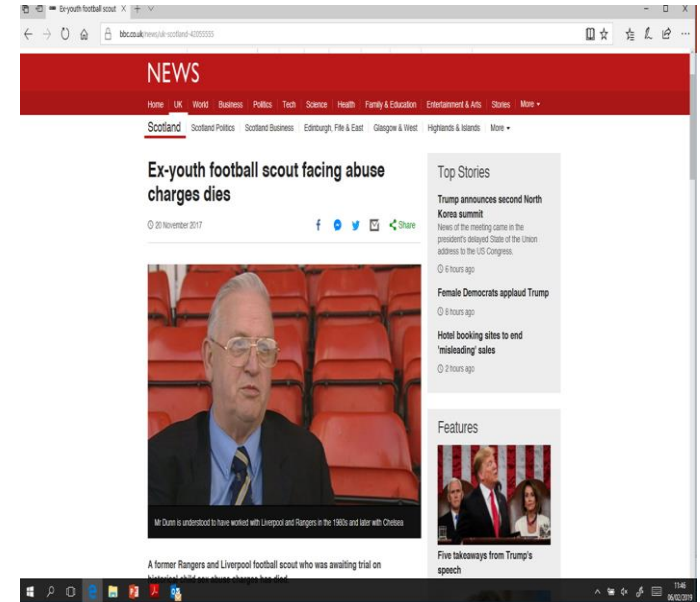 Ex-youth football scout
bbc.co.uk/news/uk-scotland-42055555
NEWS
Home UK World Business Politics Tech Science Health Family & Education Entertainment & Arts Stories More
Scotland Scotland Politics Scotland Business Edinburgh, Fife & East Glasgow & West Highlands & Islands More
Ex-youth football scout facing abuse
charges dies
20 November 2017
Share
Mr Dunn is understood to have worked with Liverpool and Rangers in the 1980s and later with Chelsea
A former Rangers and Liverpool football scout who was awaiting trial on
historical child sex abuse charges has died
Top Stories
Trump announces second North
Korea summit
News of the meeting came in the
president's delayed State of the Union
address to the US Congress.
6 hours ago
Female Democrats applaud Trump
8 hours ago
Hotel booking sites to end
'misleading' sales
2 hours ago
Features
Five takeaways from Trump's
speech
11:46
06/02/2019